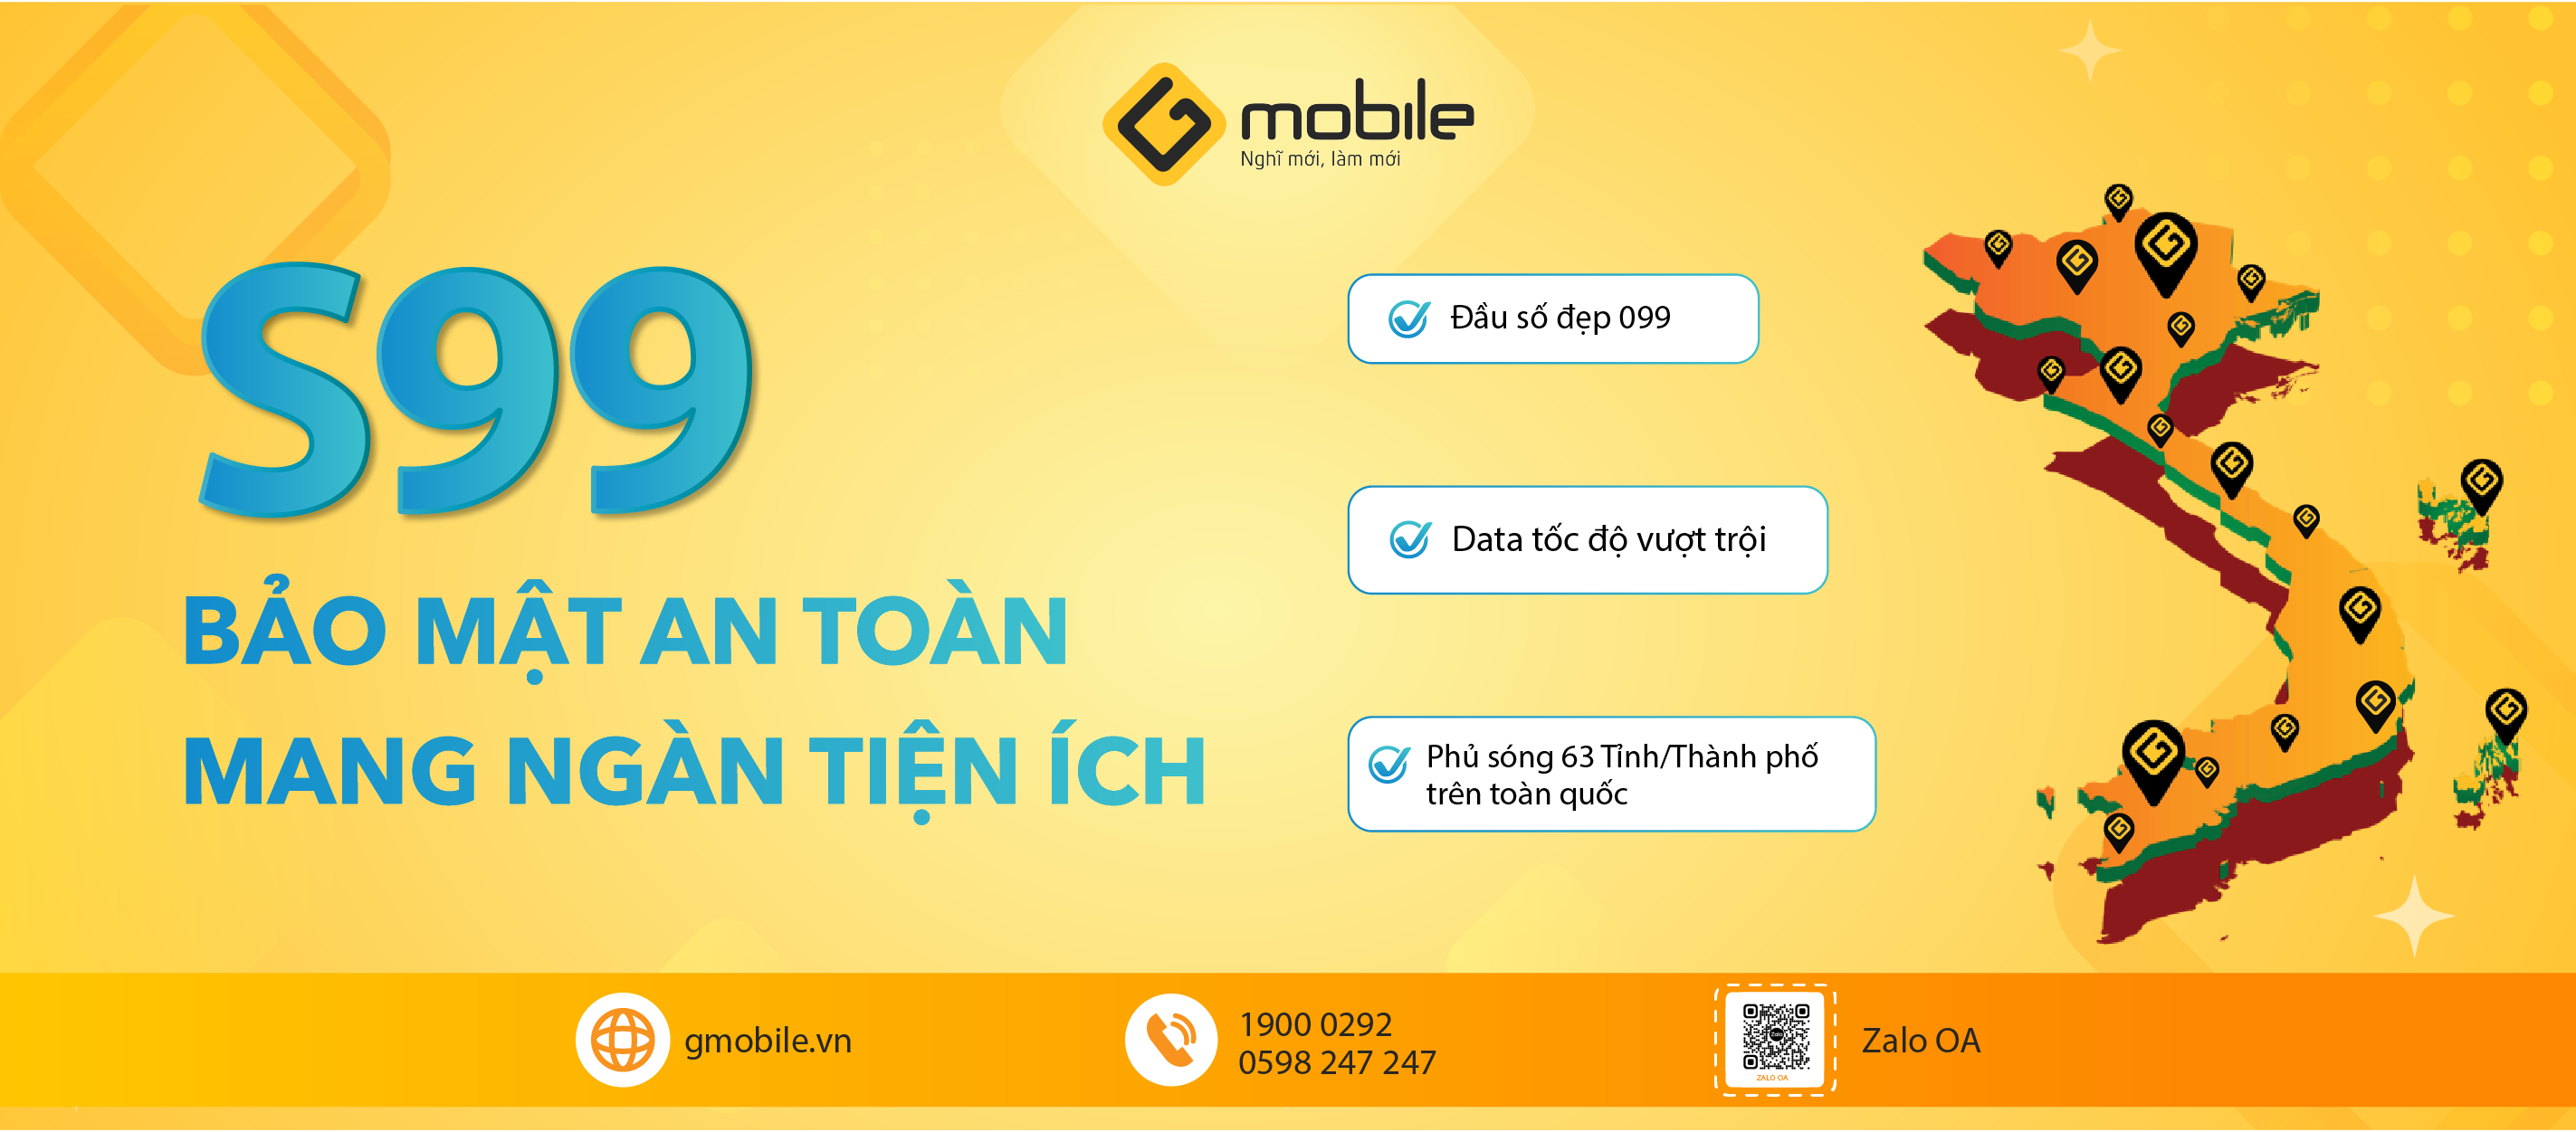 mobile
Nghĩ mới, làm mới
S99
BẢO MẬT AN TOÀN
MANG NGÀN TIỆN ÍCH
Đầu số đẹp 099
Data tốc độ vượt trội
Phủ sóng 63 Tỉnh/Thành phố
trên toàn quốc
gmobile.vn
1900 0292
0598 247 247
ZALO OA
Zalo OA